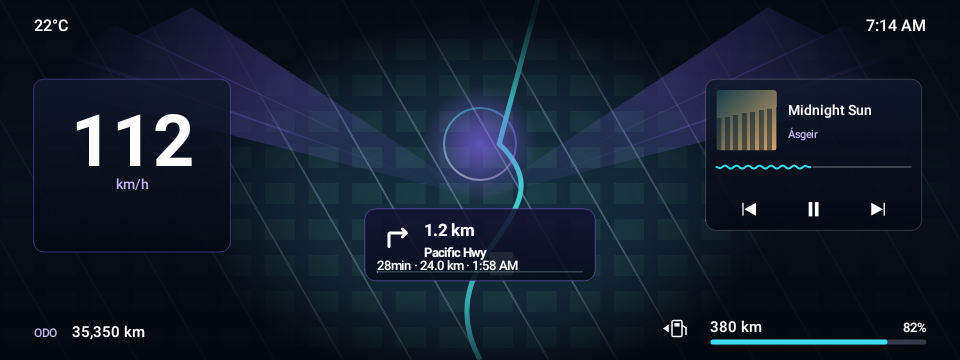 22°C
7:14 AM
112
km/h
Midnight Sun
Ásgeir
1.2 km
Pacific Hwy
28min · 24.0 km · 1:58 AM
ODO 35,350 km
380 km
82%